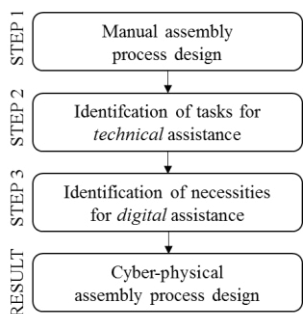 STEP 1
Manual assembly
process design
STEP 2
Identifcation of tasks for
technical assistance
STEP 3
Identification of necessities
for digital assistance
RESULT
Cyber-physical
assembly process design